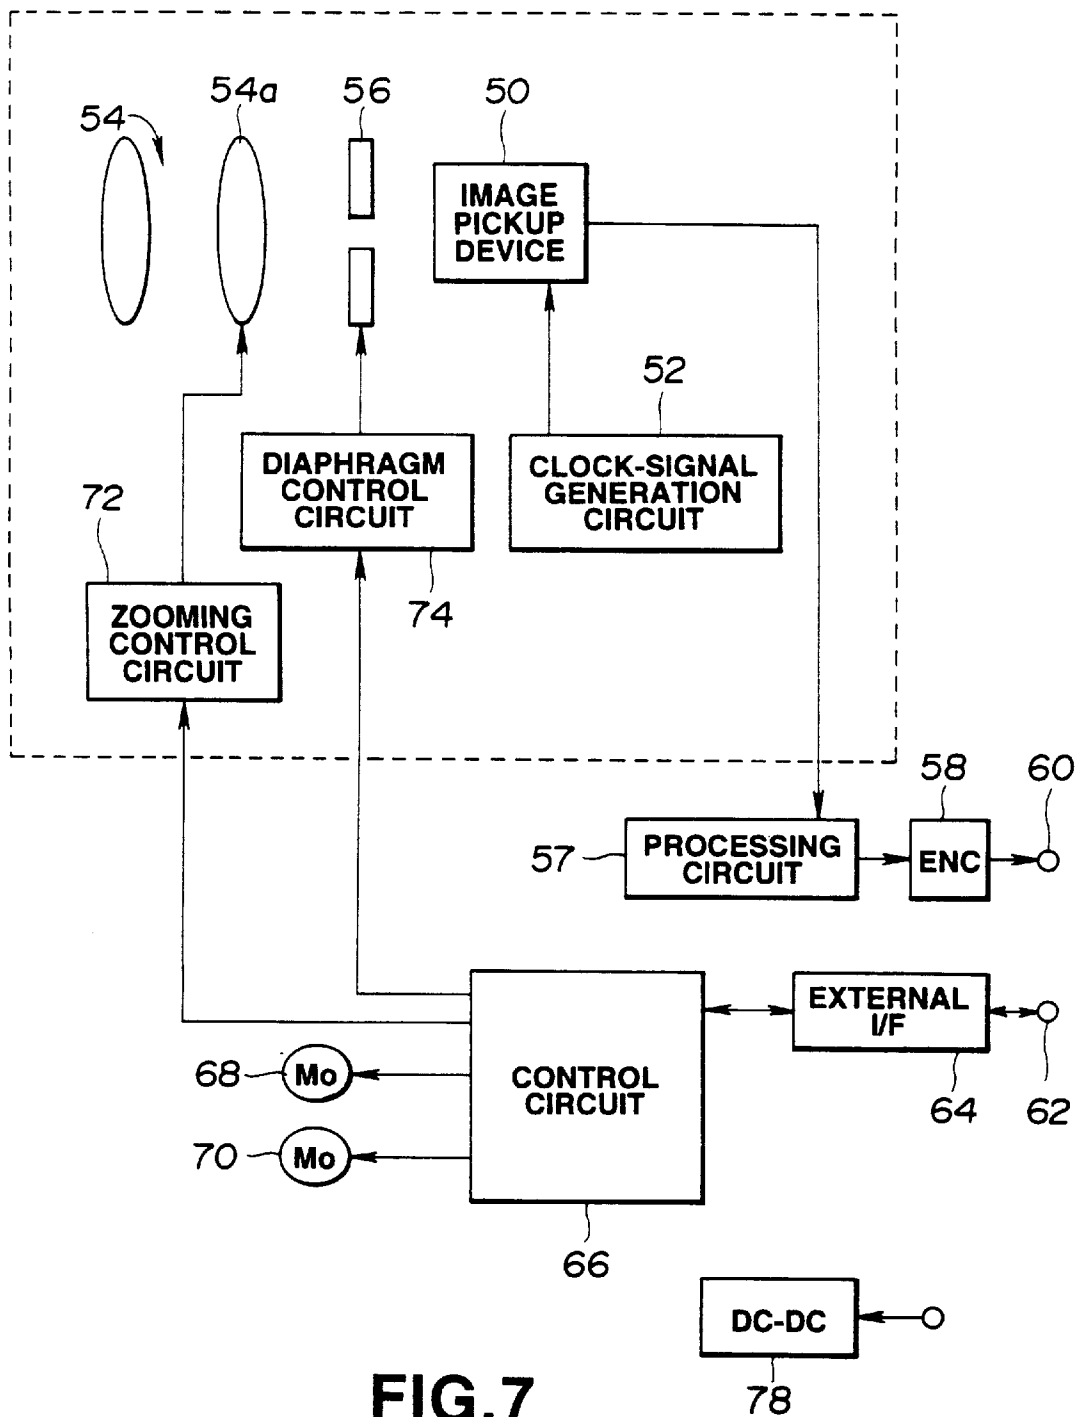 54
54a
56
50
IMAGE
PICKUP
DEVICE
52
DIAPHRAGM
CONTROL
CIRCUIT
CLOCK-SIGNAL
GENERATION
CIRCUIT
72
74
ZOOMING
CONTROL
CIRCUIT
58
60
57
PROCESSING
CIRCUIT
ENC
EXTERNAL
I/F
68
Mo
CONTROL
CIRCUIT
64
62
70
Mo
66
DC-DC
78
FIG.7